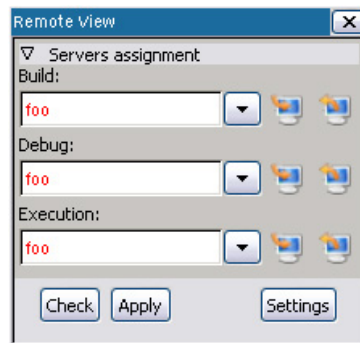 Remote View
Servers assignment
Build:
foo
Debug:
foo
Execution:
foo
Check Apply Settings